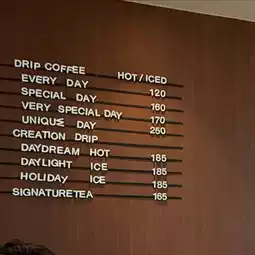 DRIP COFFEE HOT / ICED
EVERY DAY 120
SPECIAL DAY 160
VERY SPECIAL DAY 170
UNIQUE DAY 250
CREATION DRIP
DAYDREAM HOT 185
DAYLIGHT ICE 185
HOLIDAY ICE 185
SIGNATURE TEA 165